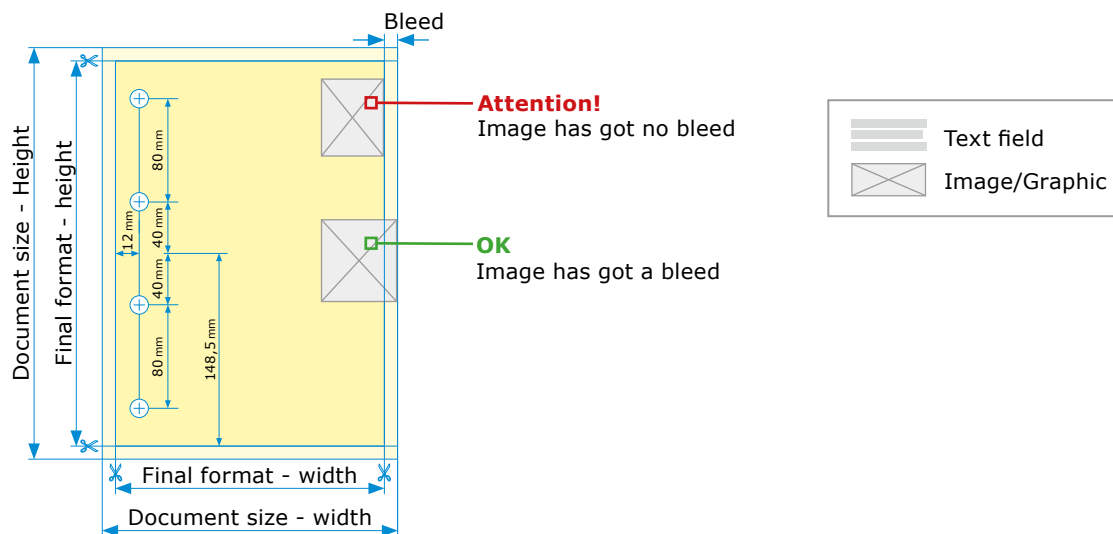 Bleed
Attention!
Image has got no bleed
OK
Image has got a bleed
Text field
Image/Graphic
Document size - Height
Final format - height
80 mm
12 mm
40 mm
40 mm
80 mm
148,5 mm
Final format - width
Document size - width